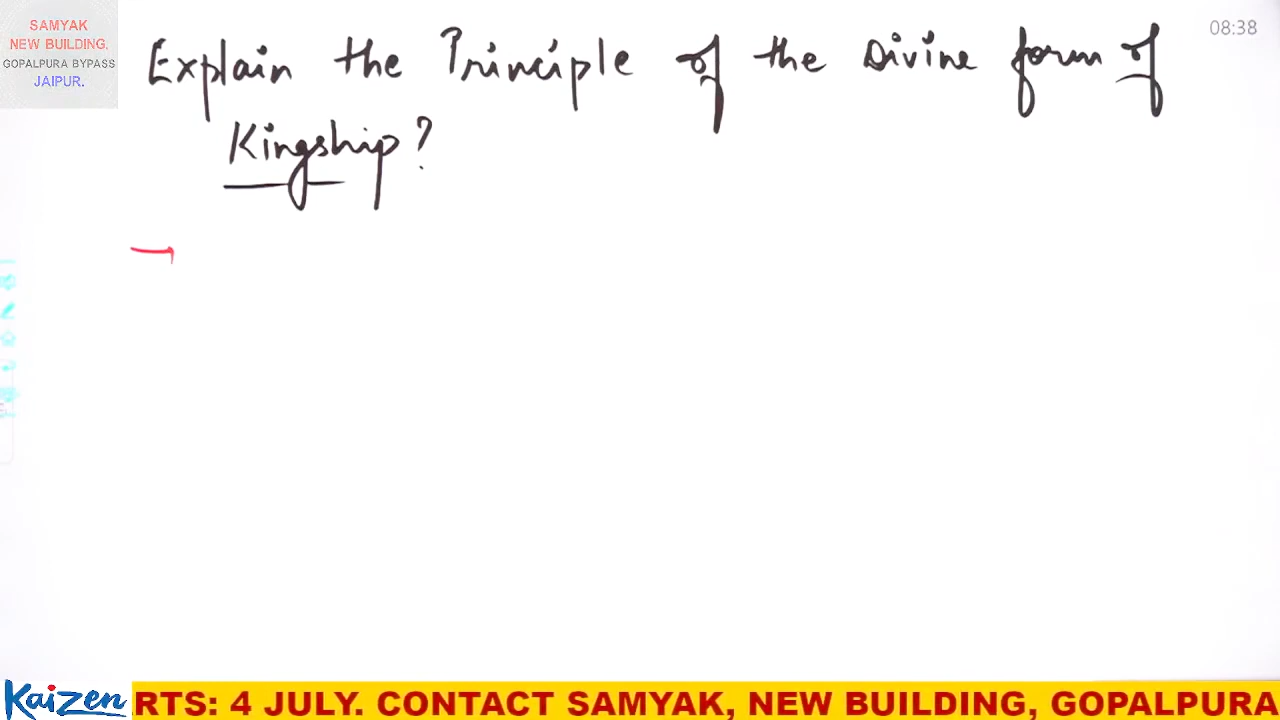 SAMYAK
NEW BUILDING,
GOPALPURA BYPASS
JAIPUR.
08:38
Explain the Principle of the Divine form of
Kingship?
Kaizen
RTS: 4 JULY. CONTACT SAMYAK, NEW BUILDING, GOPALPURA